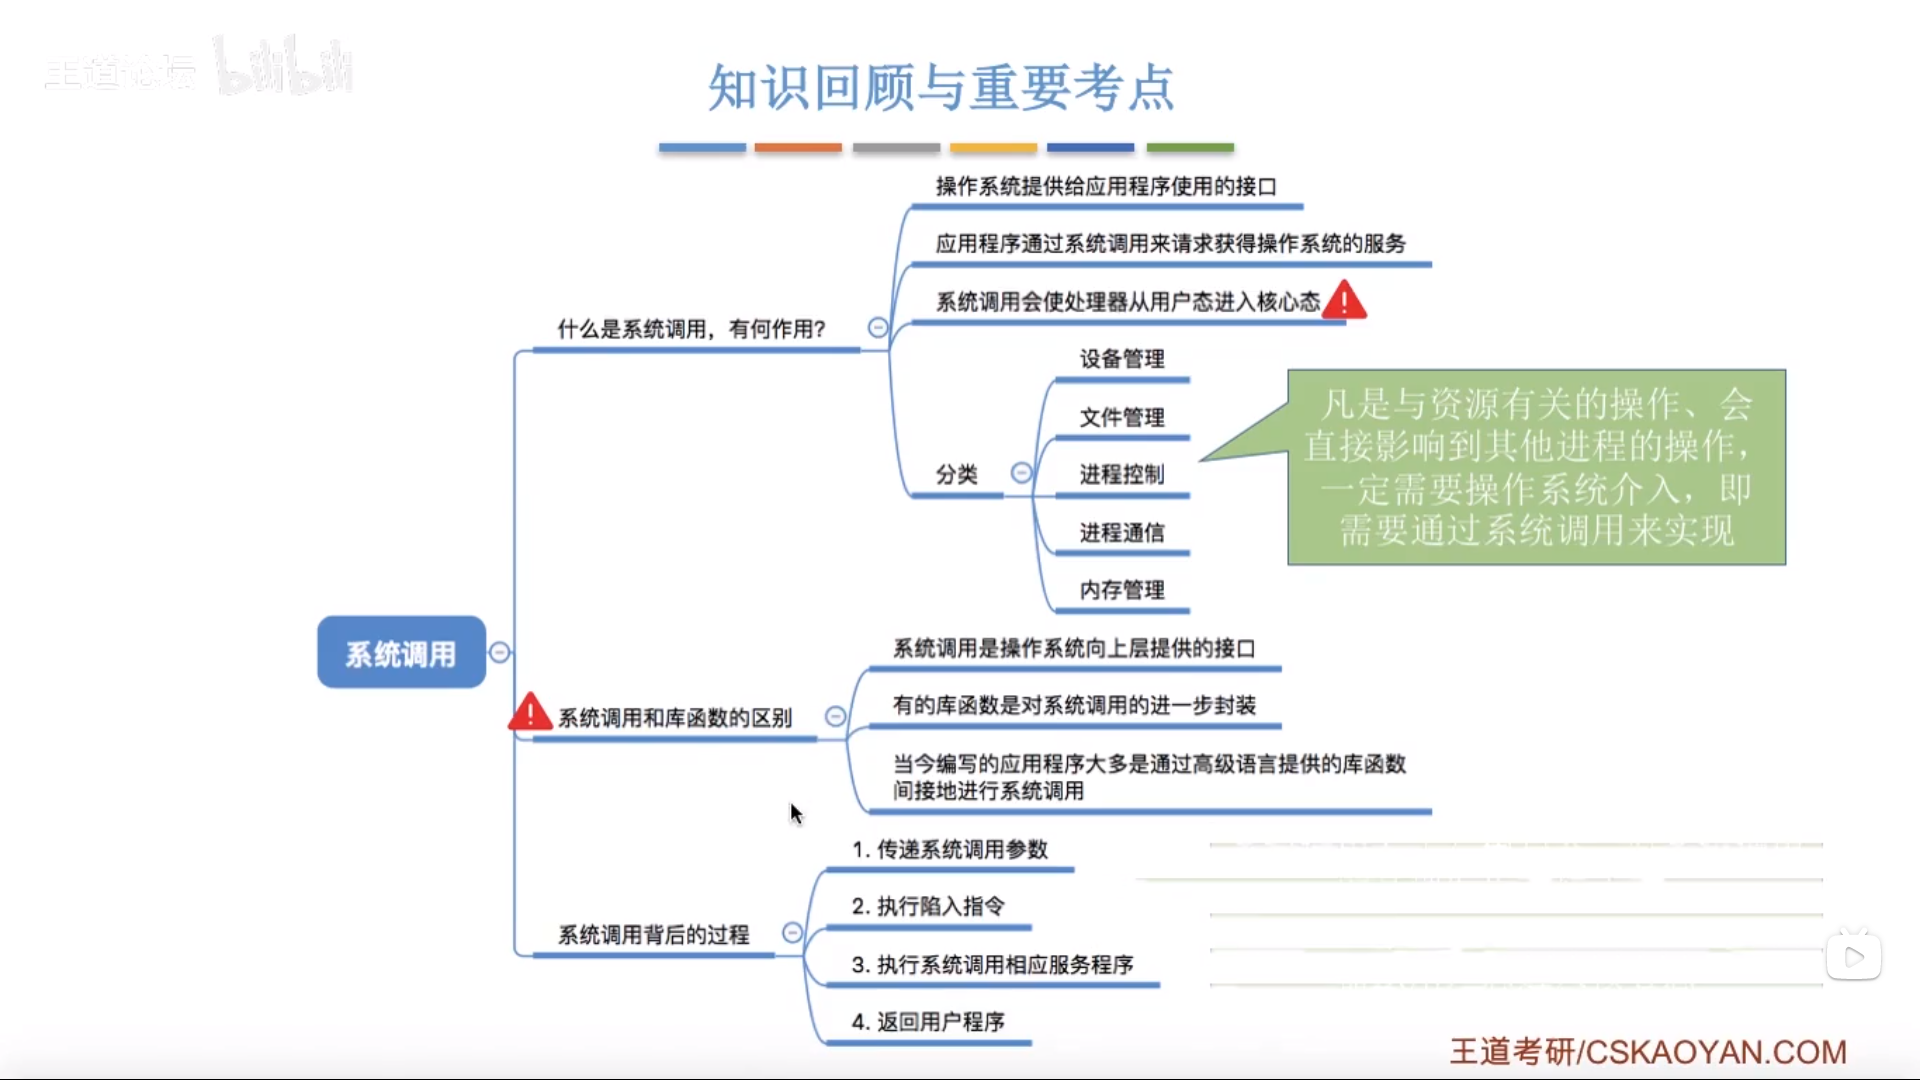 王道论坛 bilibili
知识回顾与重要考点
操作系统提供给应用程序使用的接口
应用程序通过系统调用来请求获得操作系统的服务
系统调用会使处理器从用户态进入核心态
什么是系统调用，有何作用？
设备管理
文件管理
分类
进程控制
进程通信
内存管理
凡是与资源有关的操作、会
直接影响到其他进程的操作，
一定需要操作系统介入，即
需要通过系统调用来实现
系统调用
系统调用和库函数的区别
系统调用是操作系统向上层提供的接口
有的库函数是对系统调用的进一步封装
当今编写的应用程序大多是通过高级语言提供的库函数
间接地进行系统调用
系统调用背后的过程
1. 传递系统调用参数
2. 执行陷入指令
3. 执行系统调用相应服务程序
4. 返回用户程序
王道考研/CSKAOYAN.COM